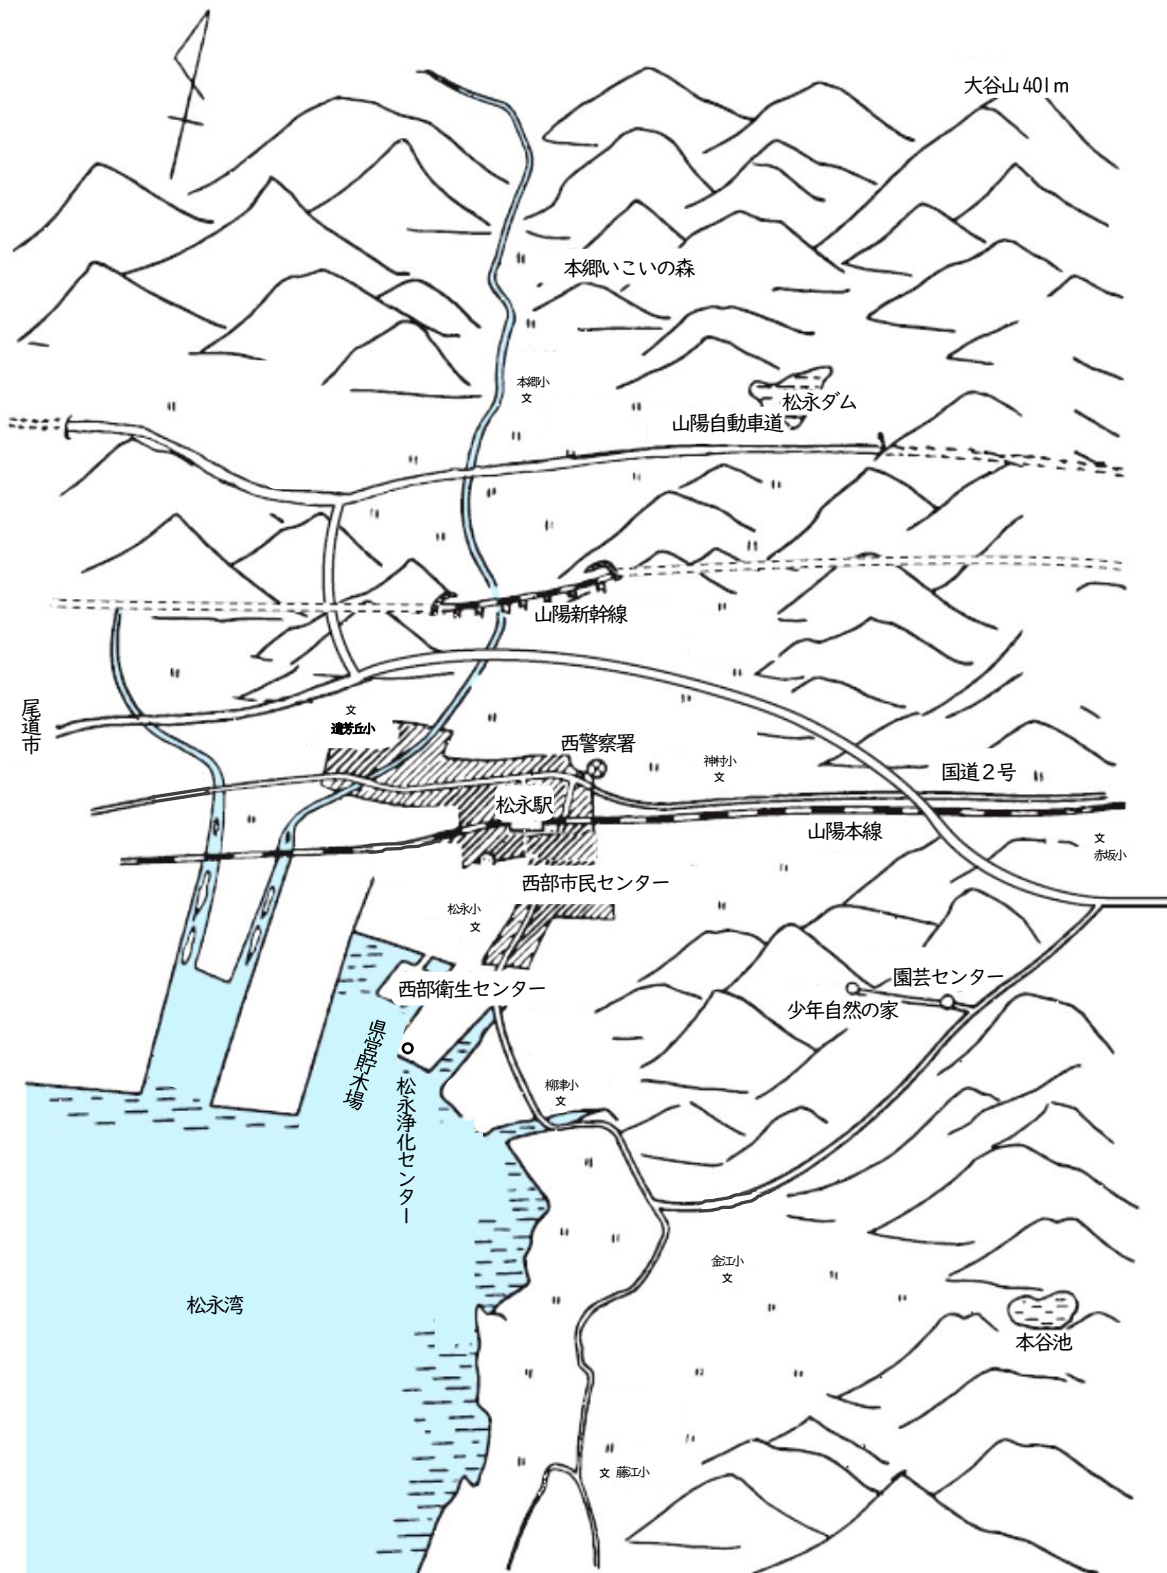 大谷山 401m
本郷いこいの森
本郷小
文
松永ダム
山陽自動車道
山陽新幹線
尾道市
文
遺芳丘小
西警察署
神村小
文
国道2号
松永駅
山陽本線
文
赤坂小
西部市民センター
松永小
文
園芸センター
西部衛生センター
少年自然の家
県営貯木場
松永浄化センター
柳津小
文
金江小
文
松永湾
本谷池
文 藤江小